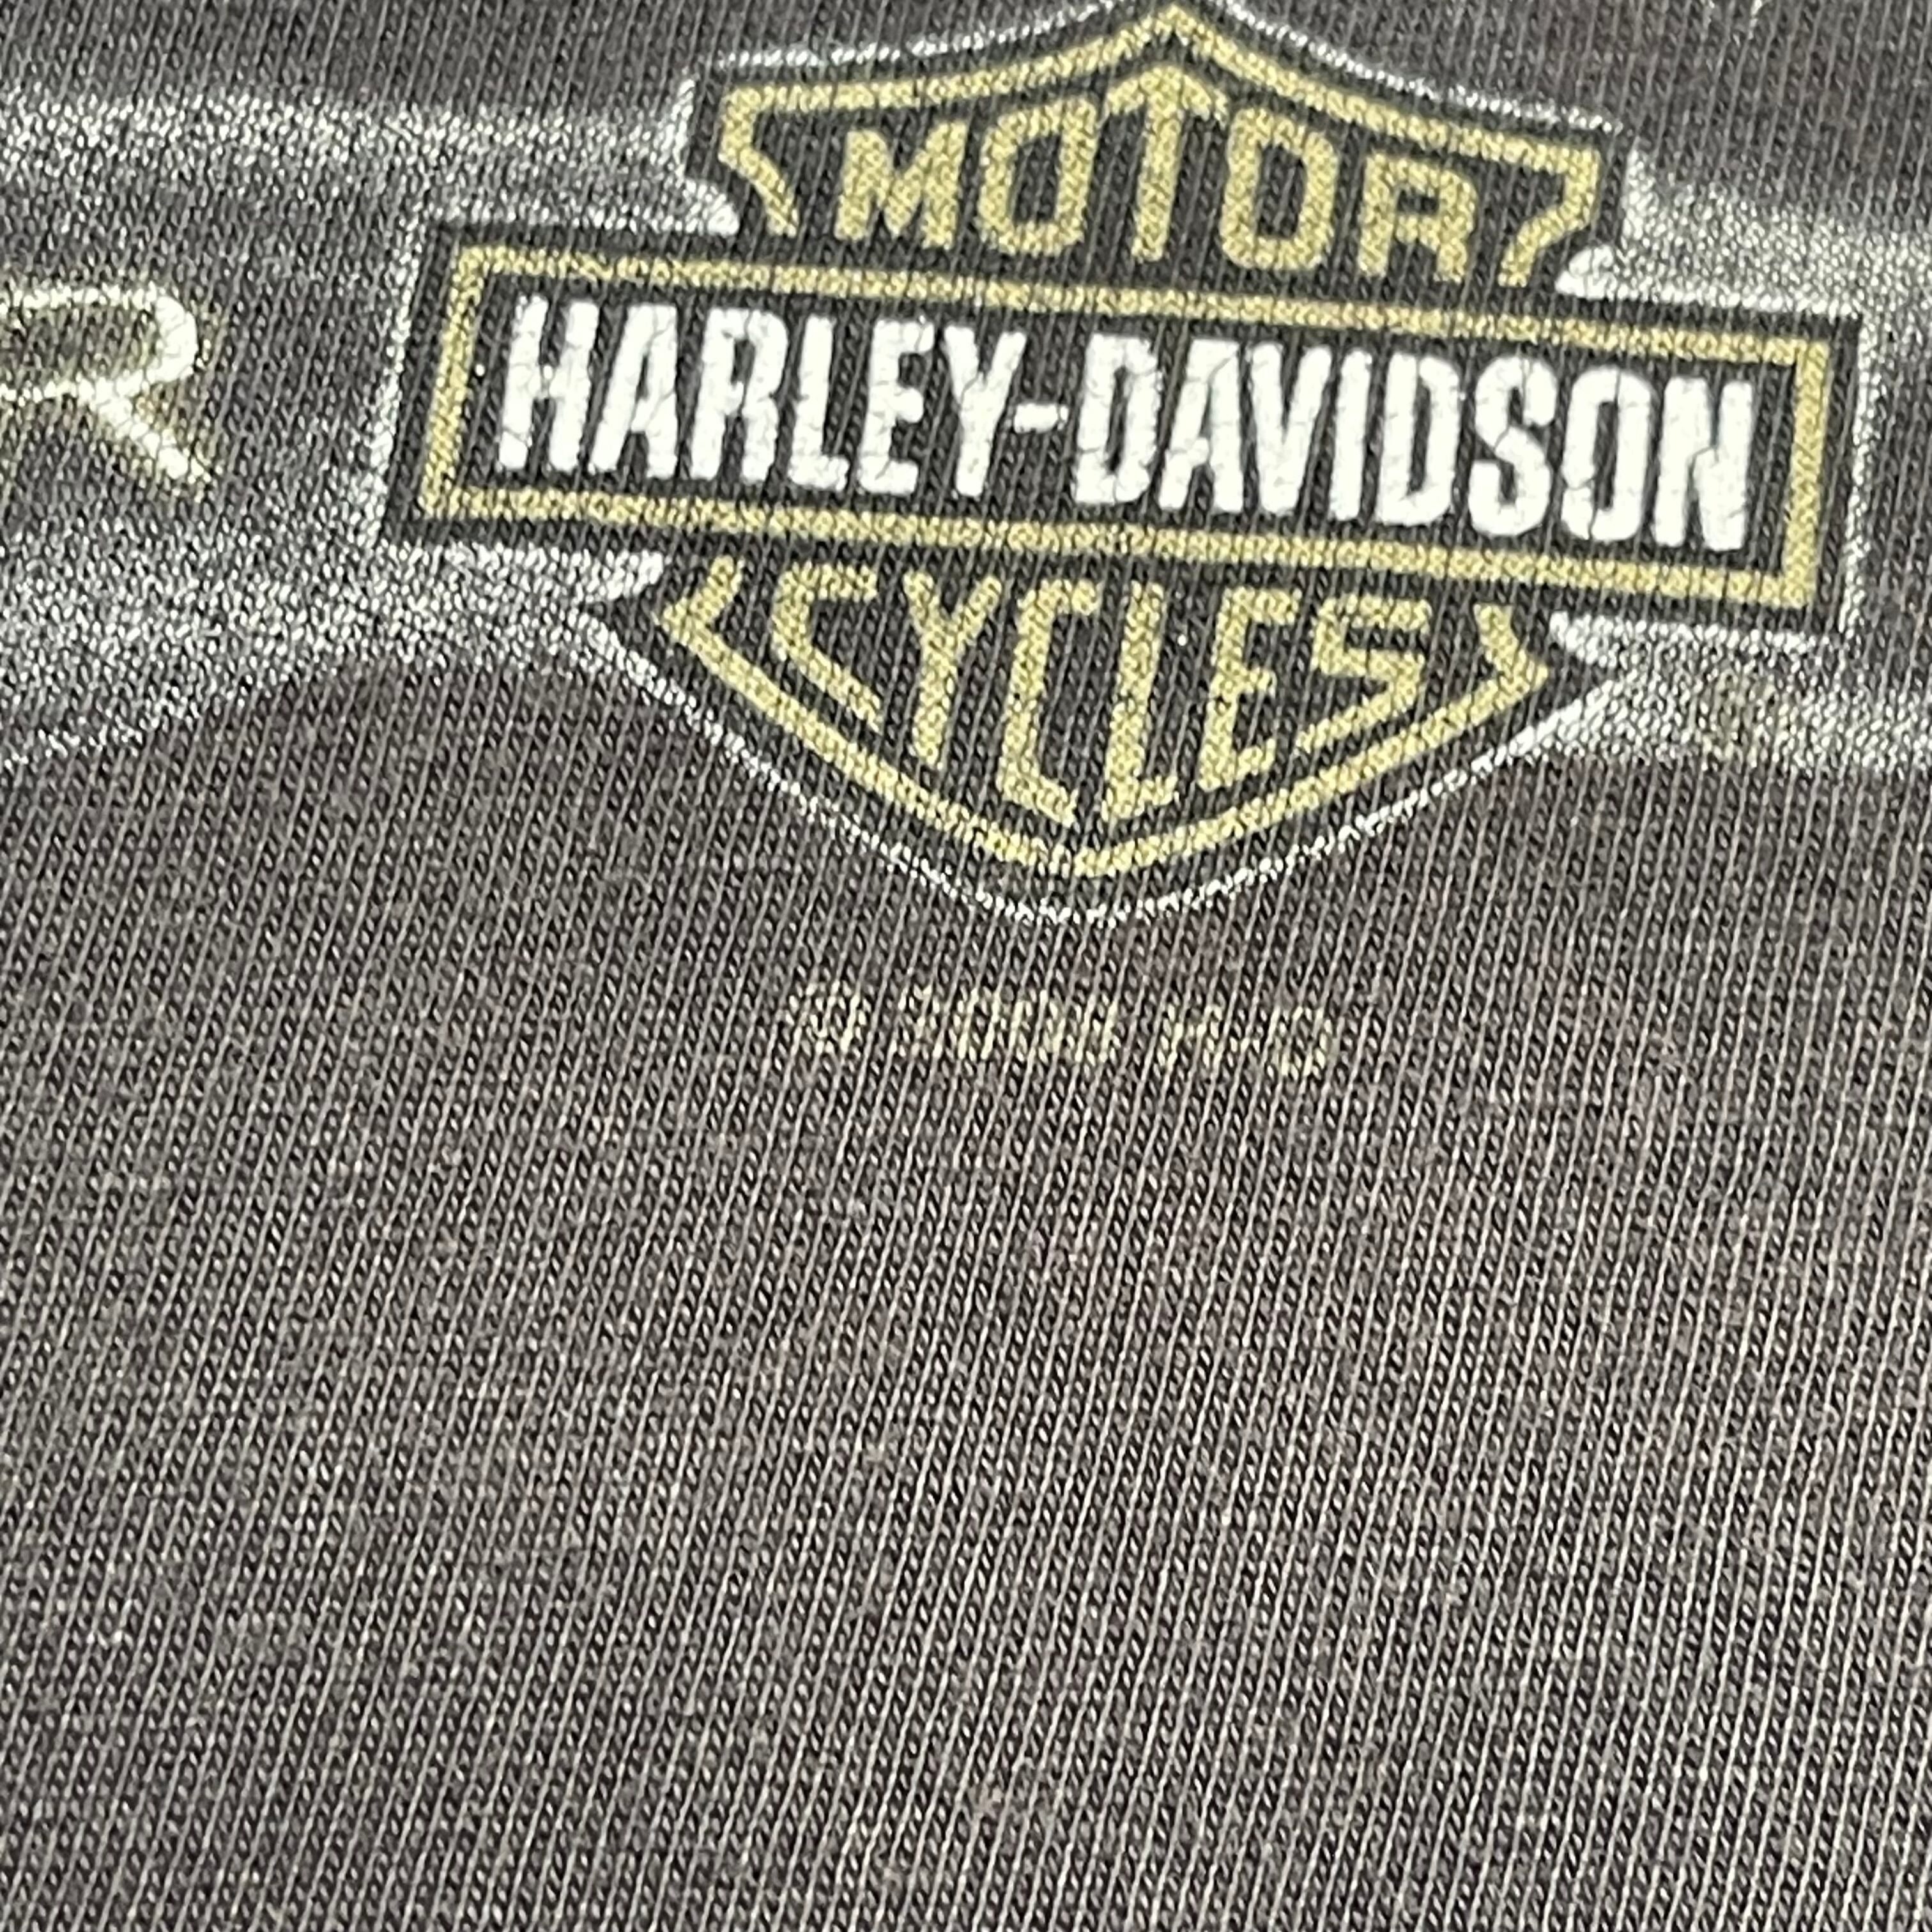 MOTOR
R
HARLEY-DAVIDSON
CYCLES
© H-D